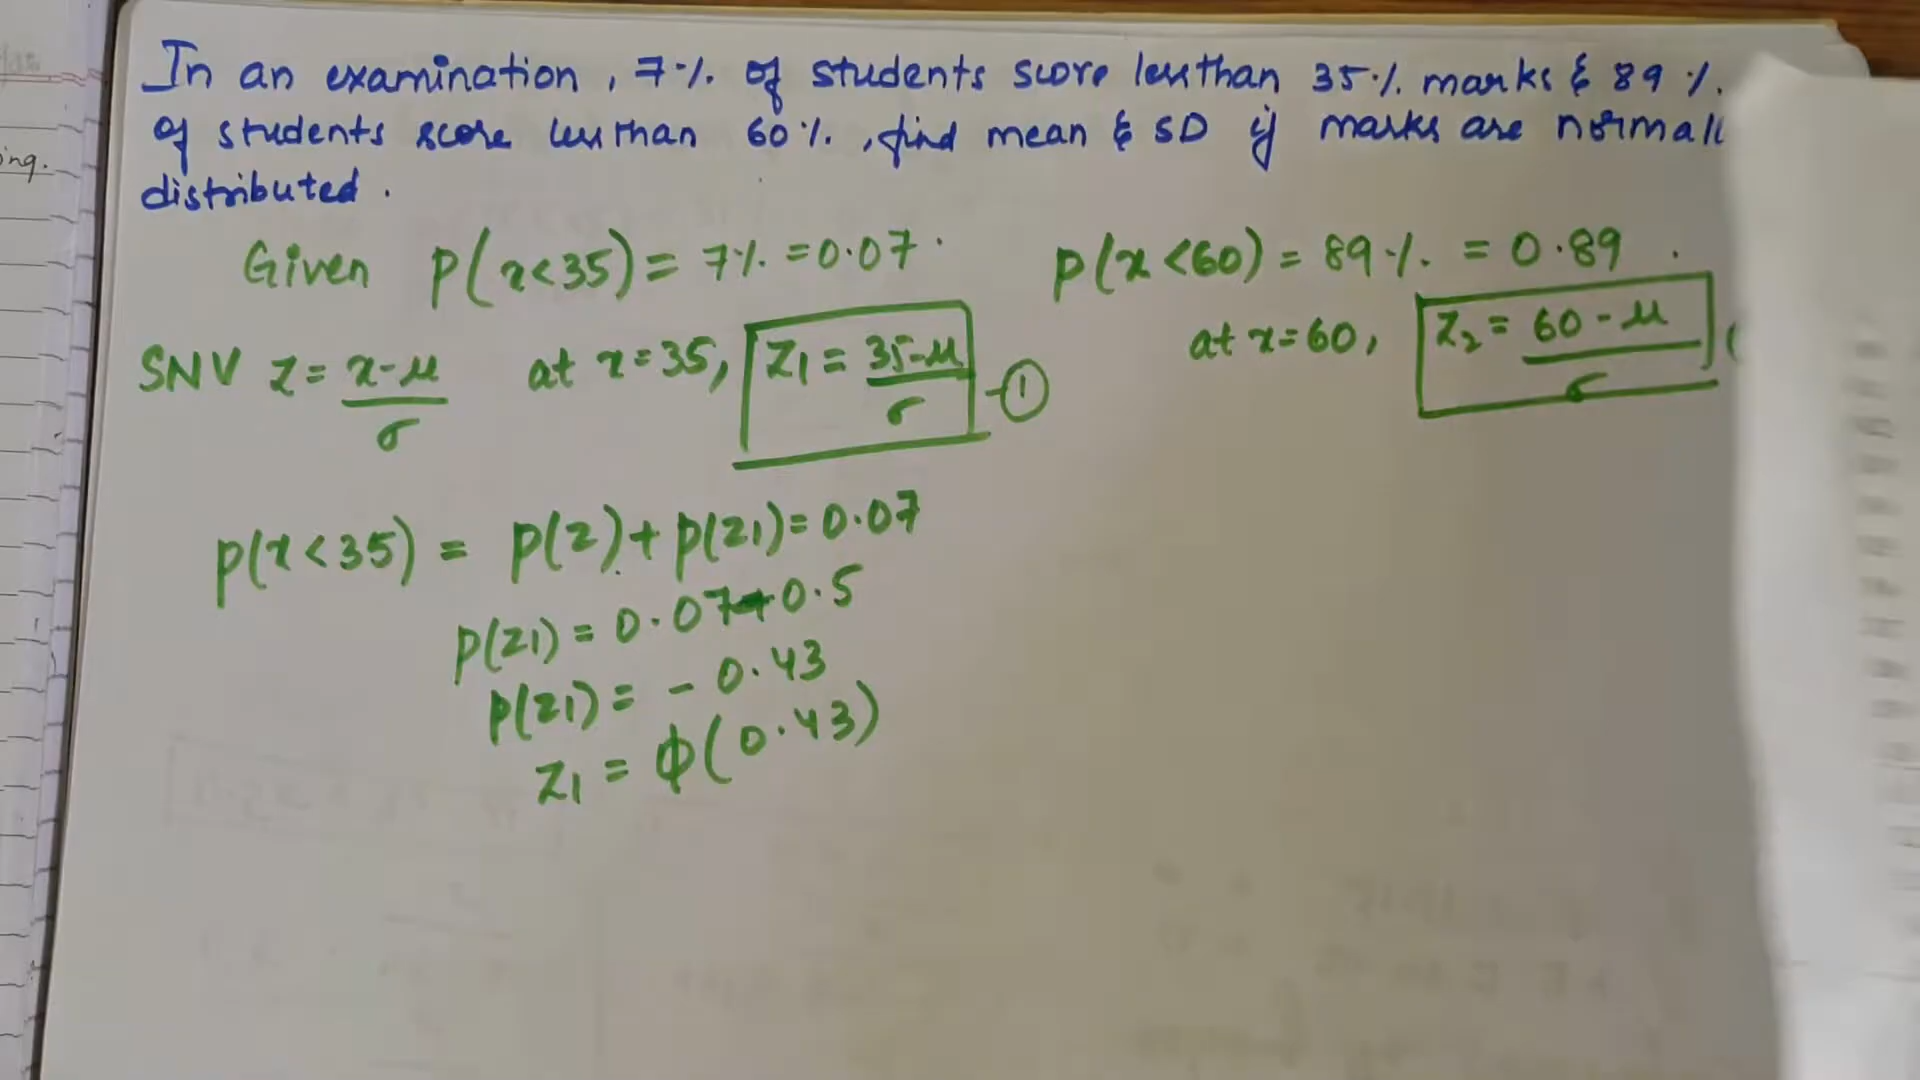 In an examination, 7% of students score less than 35% marks & 89%.
of students score less than 60%., find mean & SD if marks are normall
distributed.
Given P(x<35) = 7% = 0.07. P(x<60) = 89%. = 0.89.
SNV z = x-μ/σ at x=35, z1 = 35-μ/σ -① at x=60, z2 = 60-μ/σ (
P(x<35) = P(z)+P(z1)=0.07
P(z1) = 0.07-0.5
P(z1) = -0.43
z1 = φ(0.43)
ing.